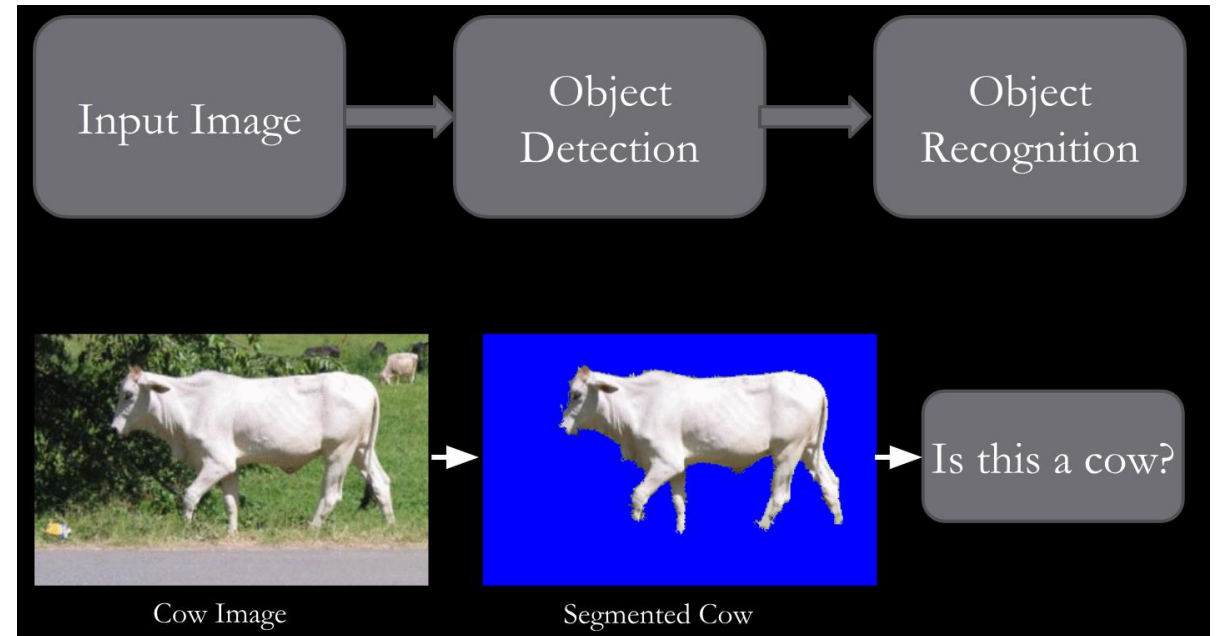 Input Image
Object
Detection
Object
Recognition
Is this a cow?
Cow Image
Segmented Cow